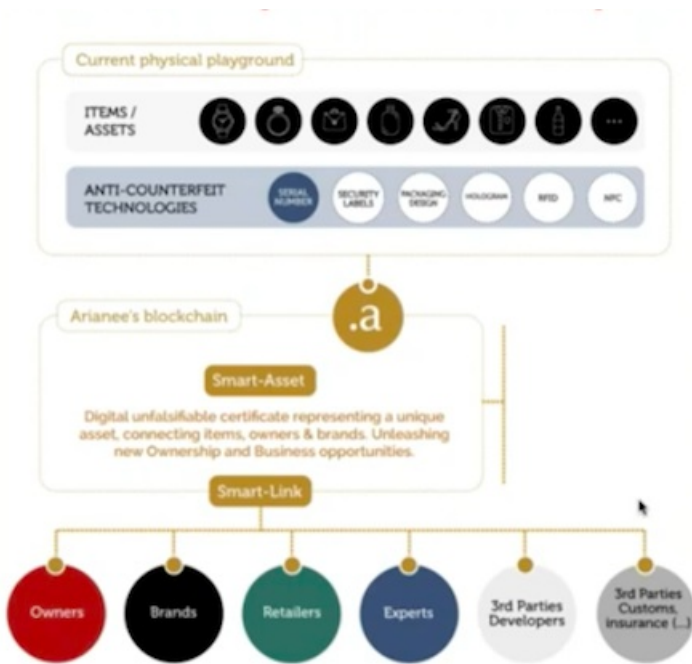 Current physical playground
ITEMS /
ASSETS
...
ANTI-COUNTERFEIT
TECHNOLOGIES
SERIAL
NUMBER
SECURITY
LABELS
PACKAGING
DESIGN
HOLOGRAM
RFID
NFC
.a
Arianee's blockchain
Smart-Asset
Digital unfalsifiable certificate representing a unique
asset, connecting items, owners & brands. Unleashing
new Ownership and Business opportunities.
Smart-Link
Owners
Brands
Retailers
Experts
3rd Parties
Developers
3rd Parties
Customs,
insurance (...)